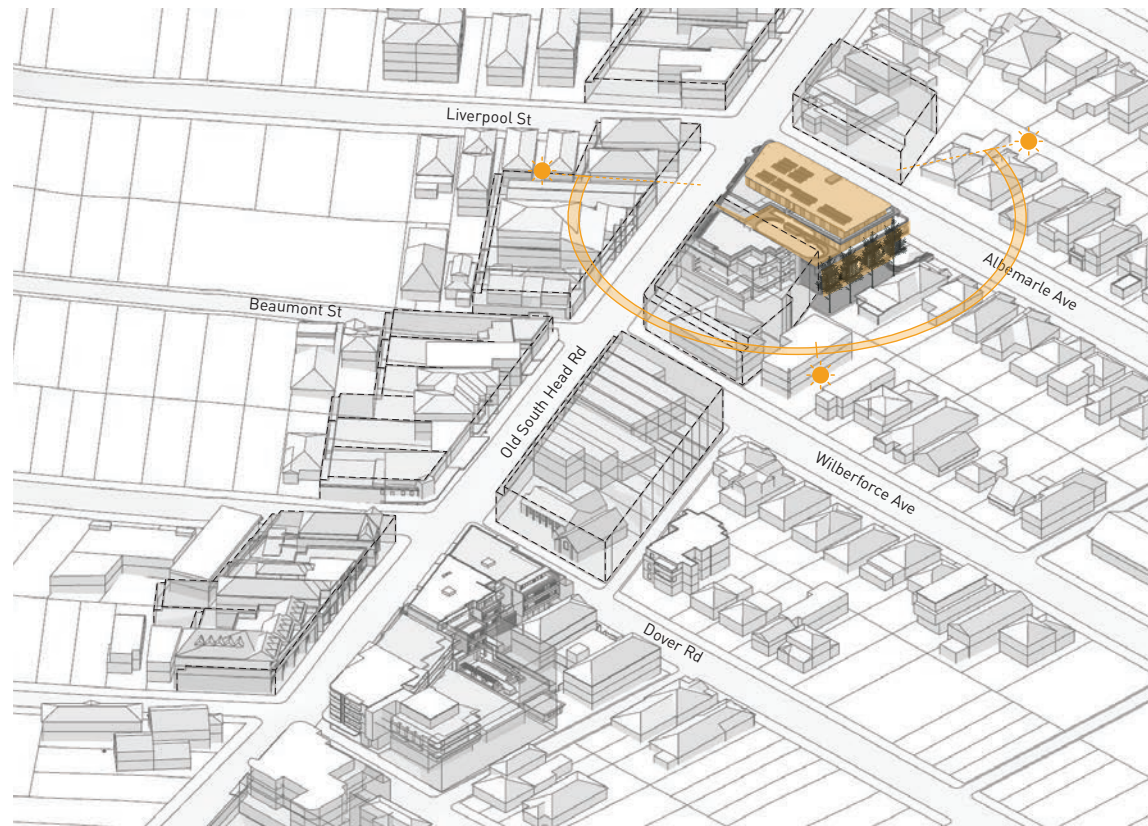 Liverpool St
Albemarle Ave
Beaumont St
Old South Head Rd
Wilberforce Ave
Dover Rd